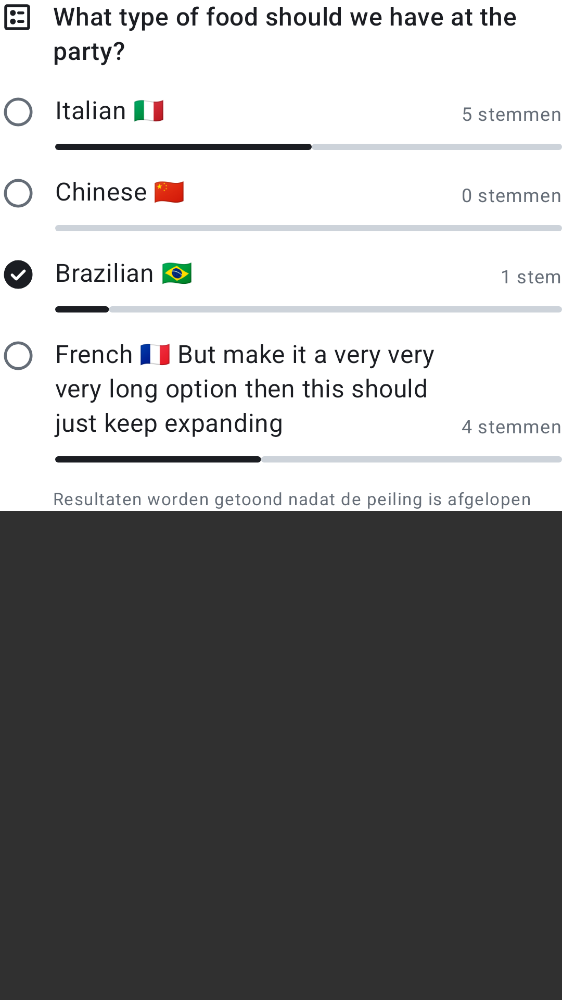 What type of food should we have at the
party?
Italian 🇮🇹
5 stemmen
Chinese 🇨🇳
0 stemmen
Brazilian 🇧🇷
1 stem
French 🇫🇷 But make it a very very
very long option then this should
just keep expanding
4 stemmen
Resultaten worden getoond nadat de peiling is afgelopen